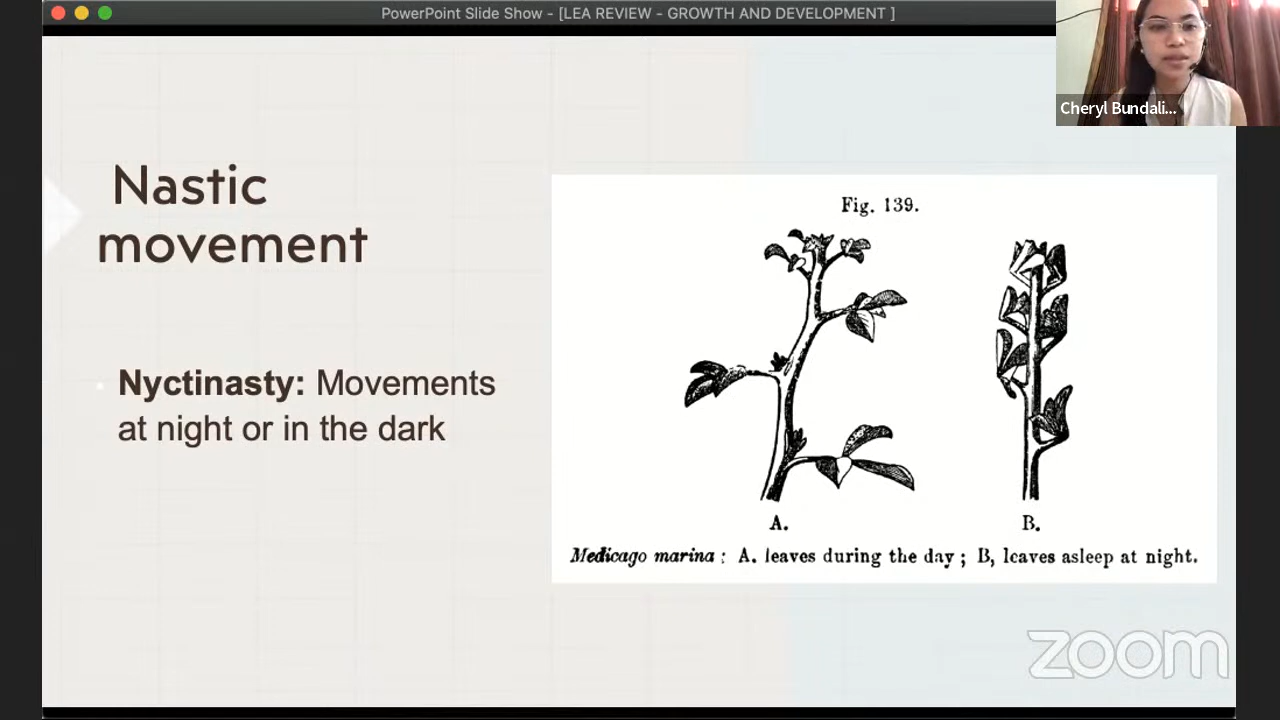 PowerPoint Slide Show - [LEA REVIEW - GROWTH AND DEVELOPMENT ]
Cheryl Bundali...
Nastic
movement
Nyctinasty: Movements
at night or in the dark
Fig. 139.
A.
B.
Medicago marina : A. leaves during the day ; B, leaves asleep at night.
zoom